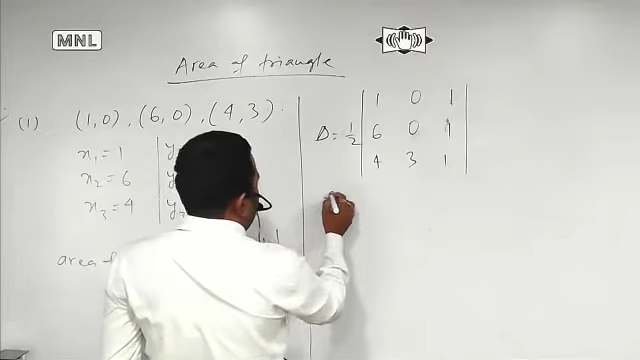 MNL
Area of triangle
(1) (1,0), (6,0), (4,3).
x₁ = 1
x₂ = 6
x₃ = 4
area
Δ = 1/2 | 1 0 1 |
6 0 1
4 3 1